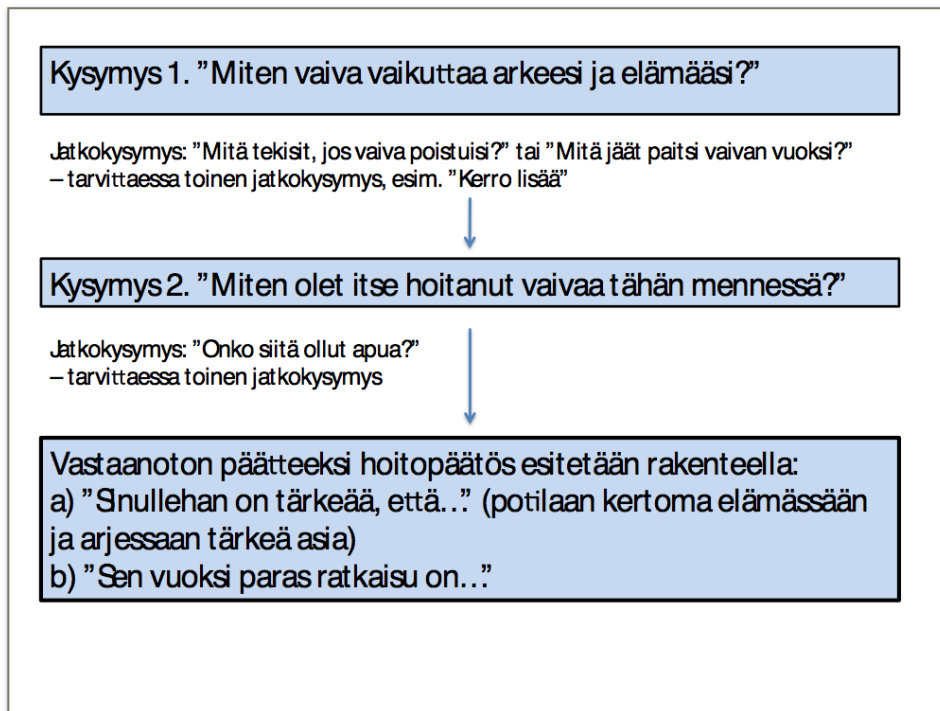 Kysymys 1. ”Miten vaiva vaikuttaa arkeesi ja elämääsi?”
Jatkokysymys: ”Mitä tekisit, jos vaiva poistuisi?” tai ”Mitä jäät paitsi vaivan vuoksi?”
– tarvittaessa toinen jatkokysymys, esim. ”Kerro lisää”
Kysymys 2. ”Miten olet itse hoitanut vaivaa tähän mennessä?”
Jatkokysymys: ”Onko siitä ollut apua?”
– tarvittaessa toinen jatkokysymys
Vastaanoton päätteeksi hoitopäätös esitetään rakenteella:
a) ”Sinullehan on tärkeää, että…” (potilaan kertoma elämässään
ja arjessaan tärkeä asia)
b) ”Sen vuoksi paras ratkaisu on…”